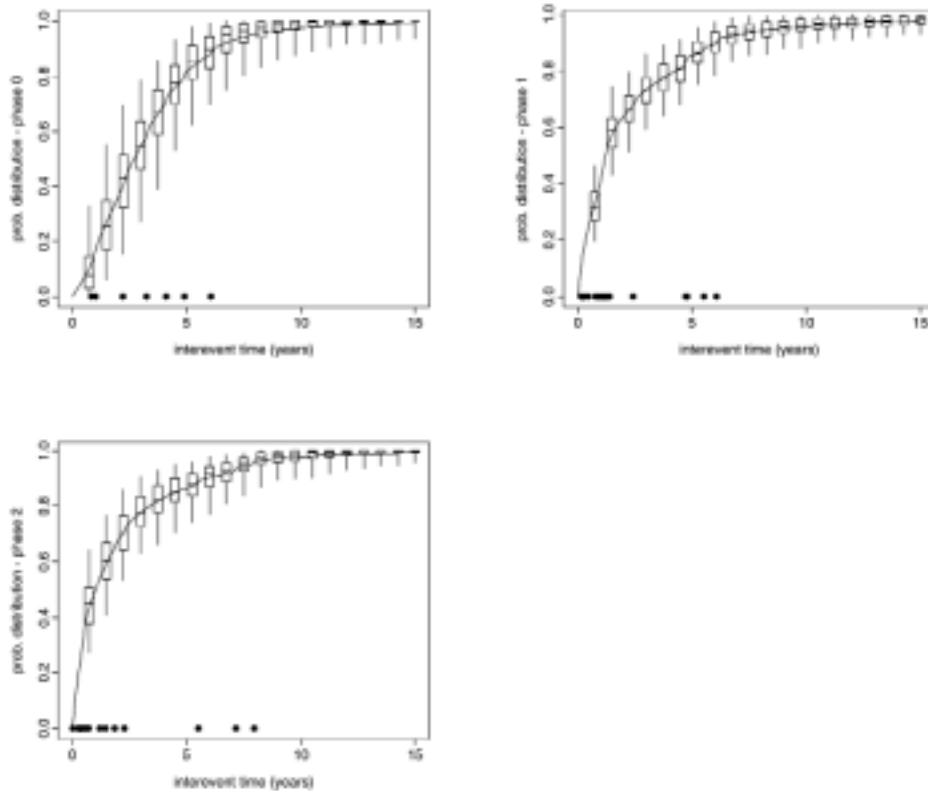 prob. distribution - phase 0
0.0 0.2 0.4 0.6 0.8 1.0
0 5 10 15
interevent time (years)
prob. distribution - phase 1
0.0 0.2 0.4 0.6 0.8 1.0
0 5 10 15
interevent time (years)
prob. distribution - phase 2
0.0 0.2 0.4 0.6 0.8 1.0
0 5 10 15
interevent time (years)